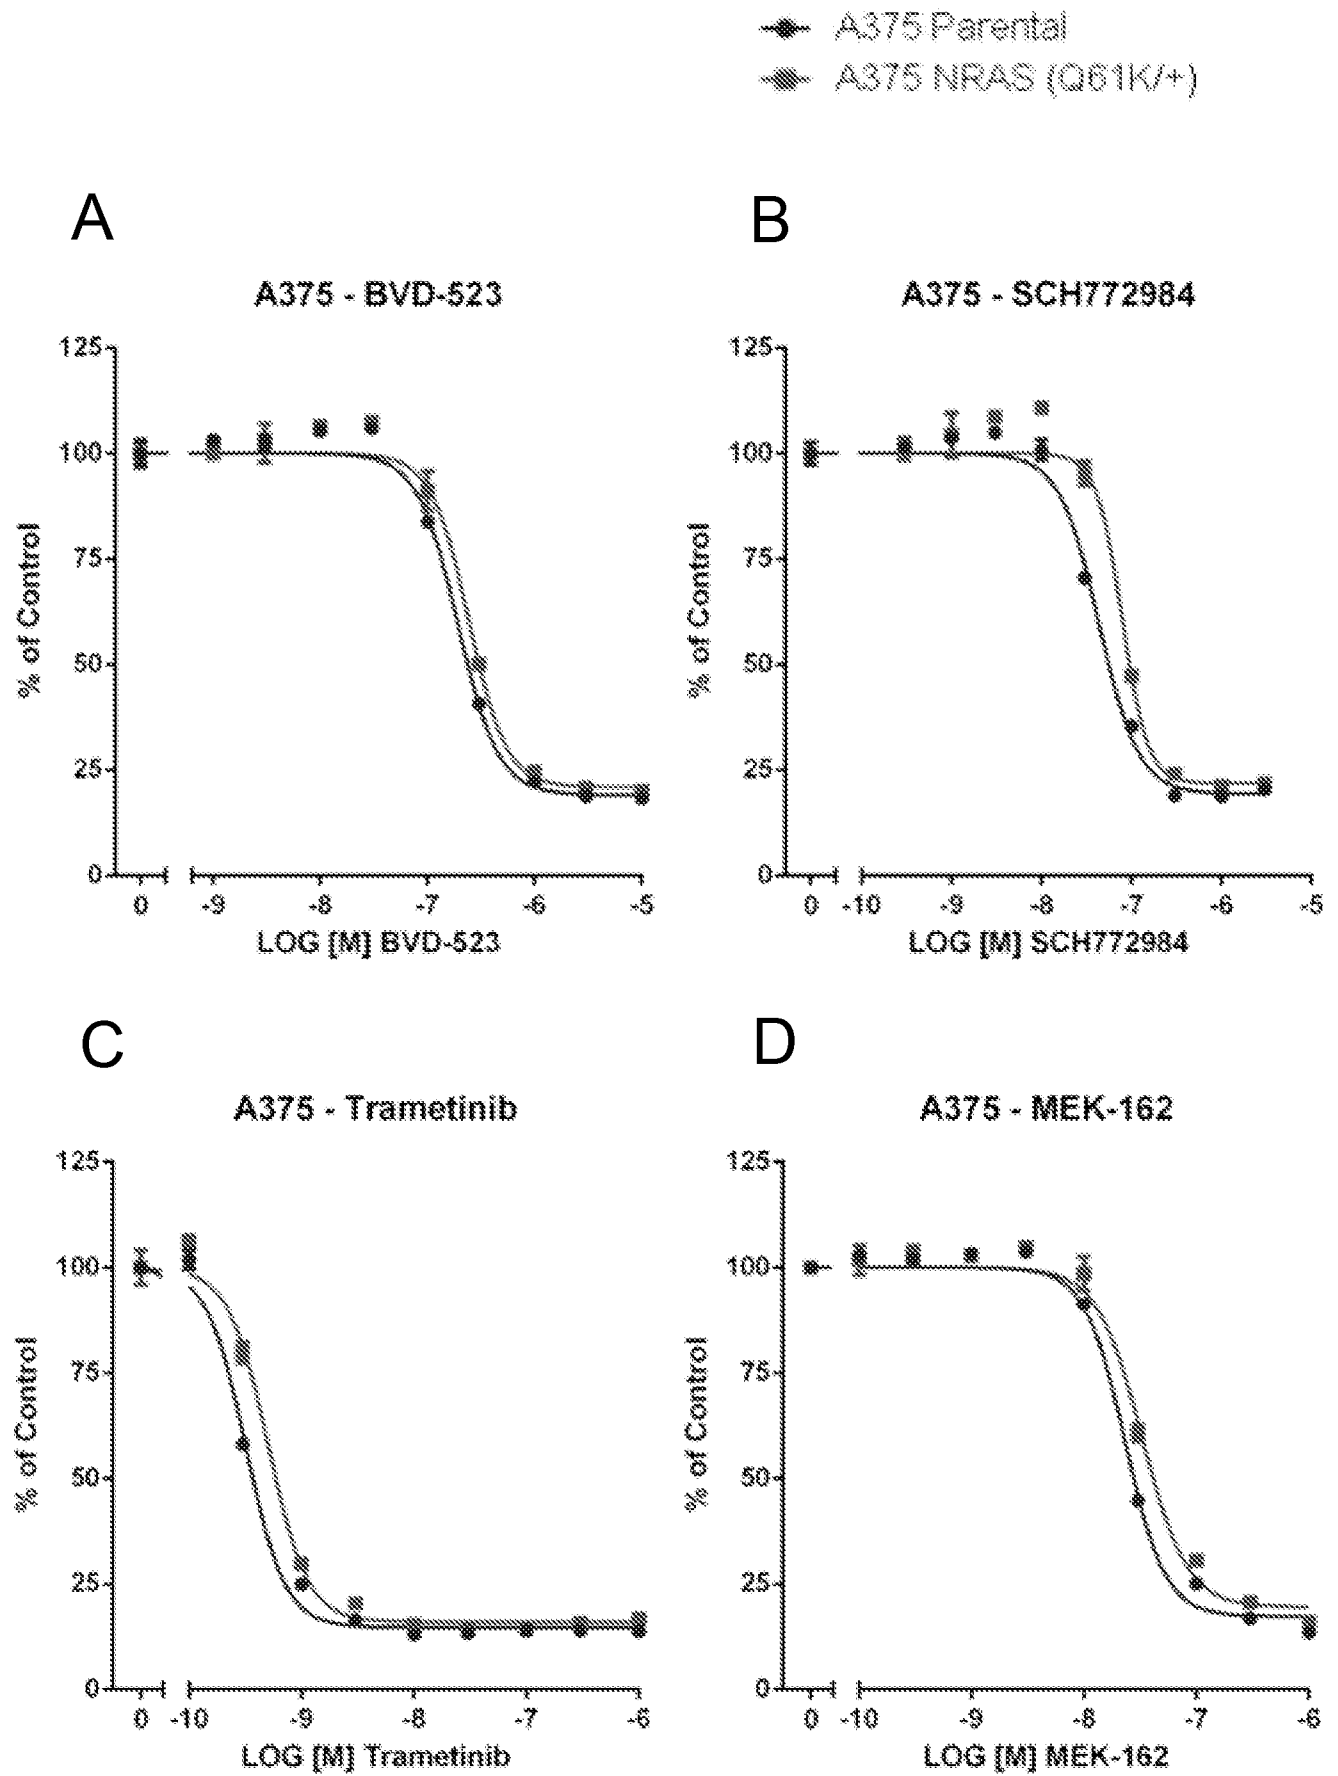 A375 Parental
A375 NRAS (Q61K/+)
A
B
A375 - BVD-523
A375 - SCH772984
125
100
75
50
25
0
% of Control
0 -9 -8 -7 -6 -5
LOG [M] BVD-523
125
100
75
50
25
0
% of Control
0 -10 -9 -8 -7 -6 -5
LOG [M] SCH772984
C
D
A375 - Trametinib
A375 - MEK-162
125
100
75
50
25
0
% of Control
0 -10 -9 -8 -7 -6
LOG [M] Trametinib
125
100
75
50
25
0
% of Control
0 -10 -9 -8 -7 -6
LOG [M] MEK-162